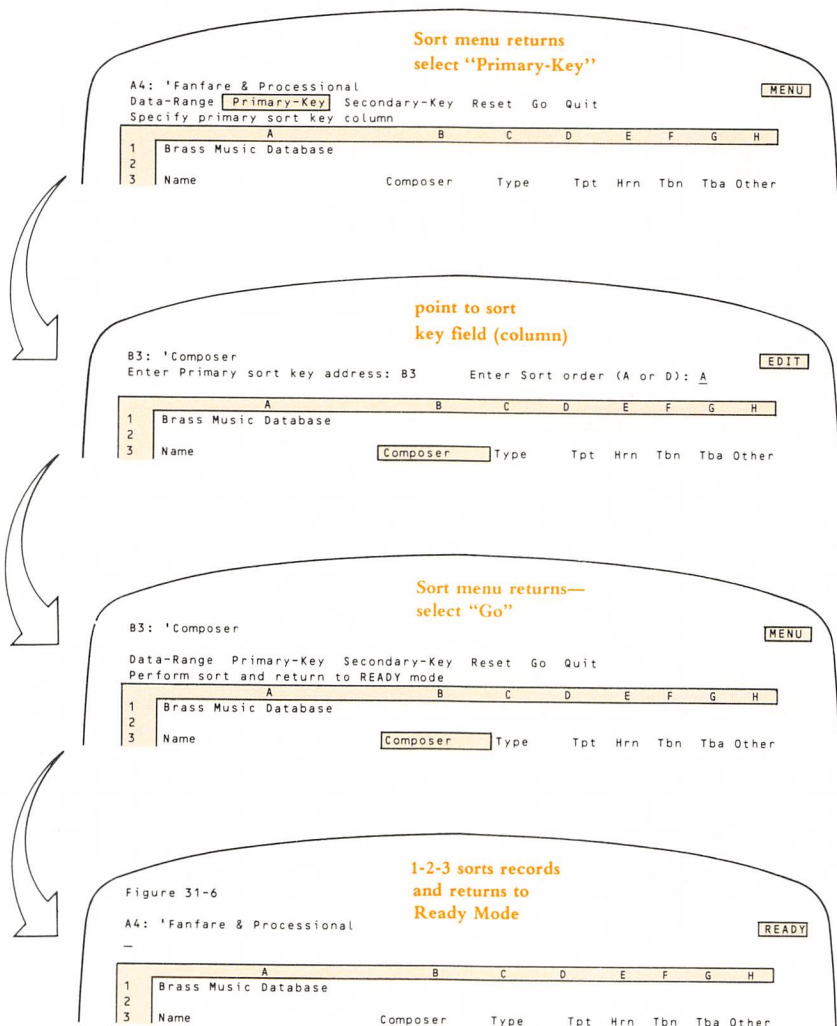 Sort menu returns
select “Primary-Key”
A4: 'Fanfare & Processional
MENU
Data-Range Primary-Key Secondary-Key Reset Go Quit
Specify primary sort key column
A B C D E F G H
1 Brass Music Database
2
3 Name Composer Type Tpt Hrn Tbn Tba Other
point to sort
key field (column)
B3: 'Composer
EDIT
Enter Primary sort key address: B3 Enter Sort order (A or D): A
A B C D E F G H
1 Brass Music Database
2
3 Name Composer Type Tpt Hrn Tbn Tba Other
Sort menu returns—
select “Go”
B3: 'Composer
MENU
Data-Range Primary-Key Secondary-Key Reset Go Quit
Perform sort and return to READY mode
A B C D E F G H
1 Brass Music Database
2
3 Name Composer Type Tpt Hrn Tbn Tba Other
1-2-3 sorts records
and returns to
Ready Mode
Figure 31-6
A4: 'Fanfare & Processional
READY
A B C D E F G H
1 Brass Music Database
2
3 Name Composer Type Tpt Hrn Tbn Tba Other